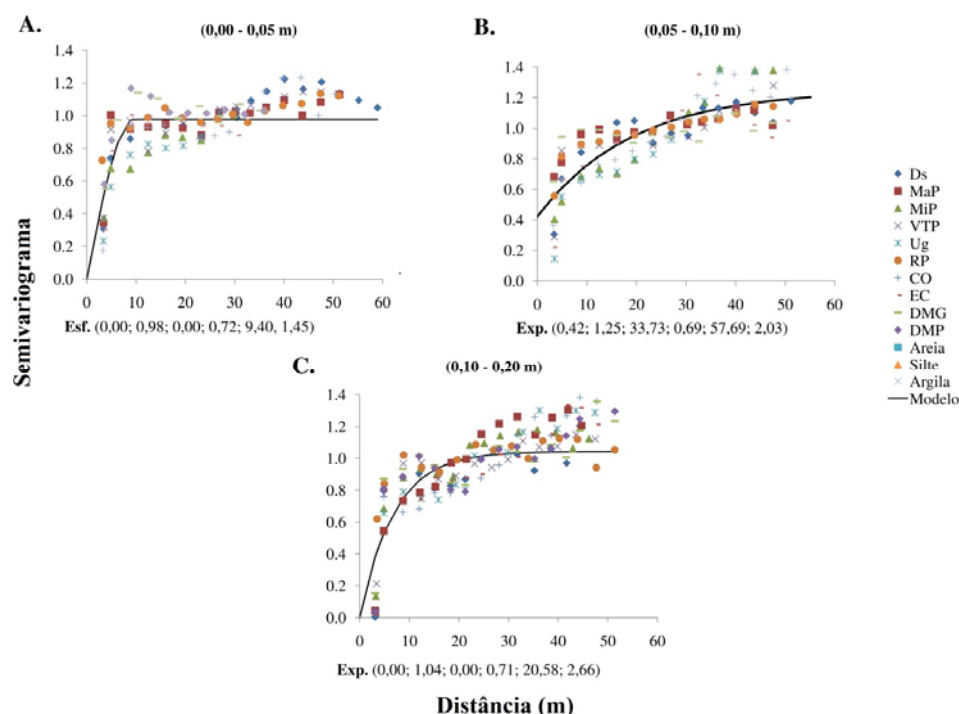 A.
(0,00 - 0,05 m)
1.4
1.2
1.0
0.8
0.6
0.4
0.2
0.0
0 10 20 30 40 50 60
Esf. (0,00; 0,98; 0,00; 0,72; 9,40, 1,45)
B.
(0,05 - 0,10 m)
1.4
1.2
1.0
0.8
0.6
0.4
0.2
0.0
0 10 20 30 40 50 60
Exp. (0,42; 1,25; 33,73; 0,69; 57,69; 2,03)
Semivariograma
Ds
MaP
MiP
VTP
Ug
RP
CO
EC
DMG
DMP
Areia
Silte
Argila
Modelo
C.
(0,10 - 0,20 m)
1.4
1.2
1.0
0.8
0.6
0.4
0.2
0.0
0 10 20 30 40 50 60
Exp. (0,00; 1,04; 0,00; 0,71; 20,58; 2,66)
Distância (m)